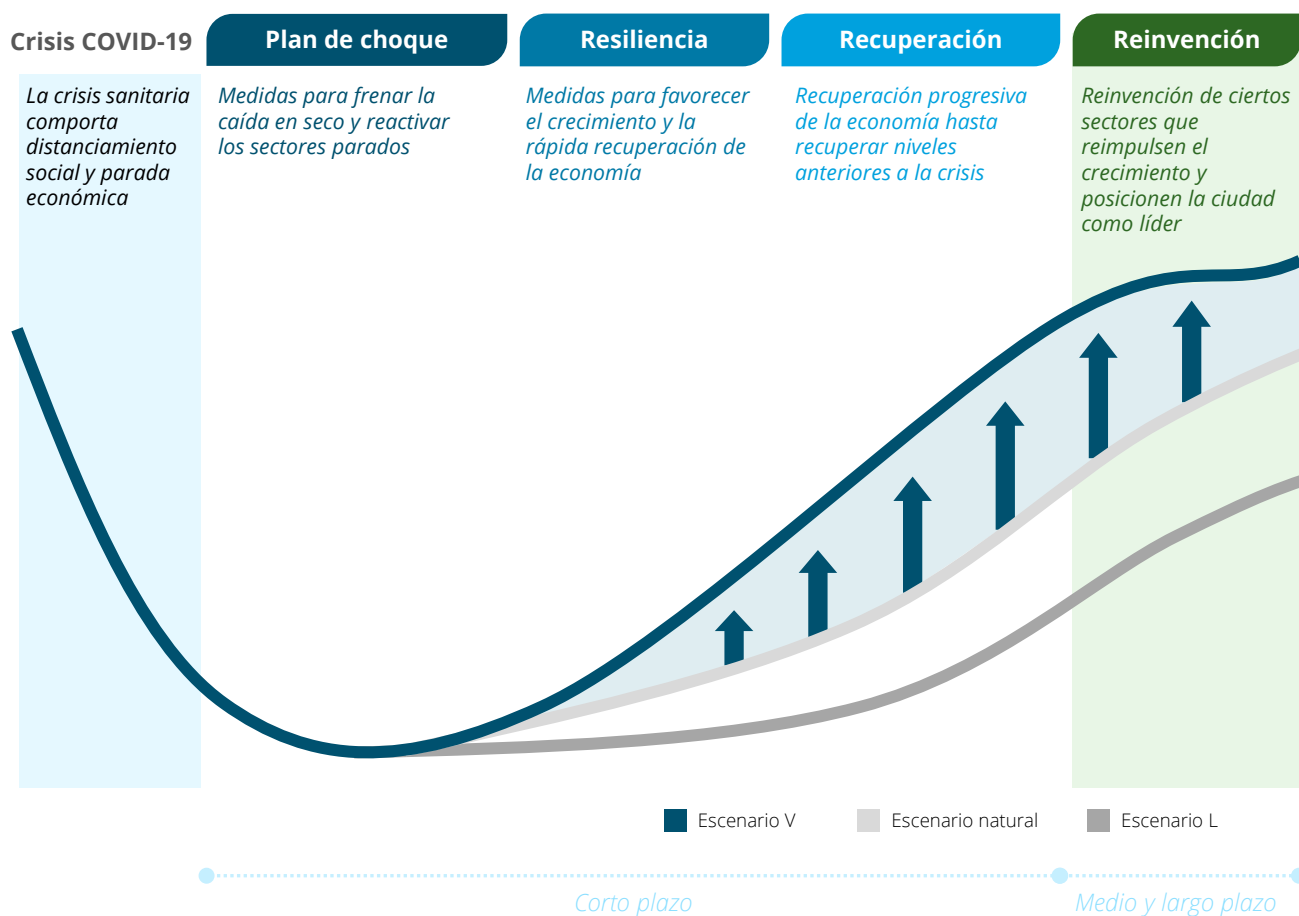 Crisis COVID-19
Plan de choque
Resiliencia
Recuperación
Reinvención
La crisis sanitaria
comporta
distanciamiento
social y parada
económica
Medidas para frenar la
caída en seco y reactivar
los sectores parados
Medidas para favorecer
el crecimiento y la
rápida recuperación de
la economía
Recuperación progresiva
de la economía hasta
recuperar niveles
anteriores a la crisis
Reinvención de ciertos
sectores que
reimpulsen el
crecimiento y
posicionen la ciudad
como líder
Escenario V
Escenario natural
Escenario L
Corto plazo
Medio y largo plazo